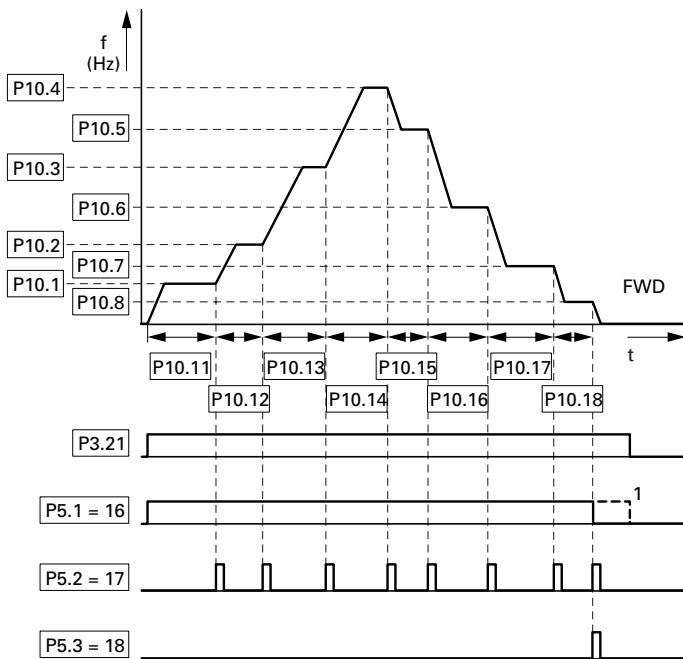 f
(Hz)
P10.4
P10.5
P10.3
P10.6
P10.2
P10.7
P10.1
P10.8
FWD
t
P10.11
P10.13
P10.15
P10.17
P10.12
P10.14
P10.16
P10.18
P3.21
P5.1 = 16
1
P5.2 = 17
P5.3 = 18